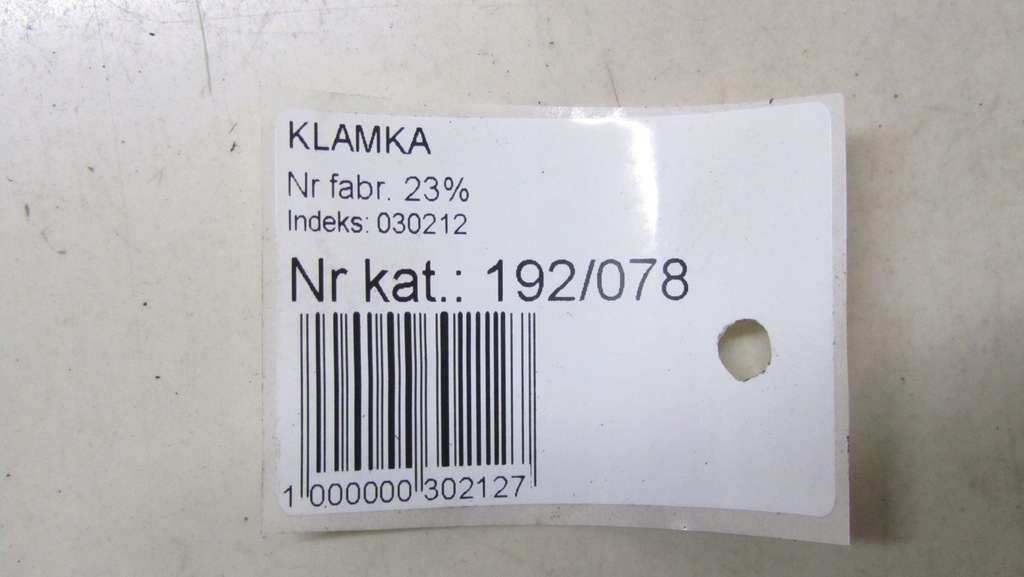 KLAMKA
Nr fabr. 23%
Indeks: 030212
Nr kat.: 192/078
1 000000 302127